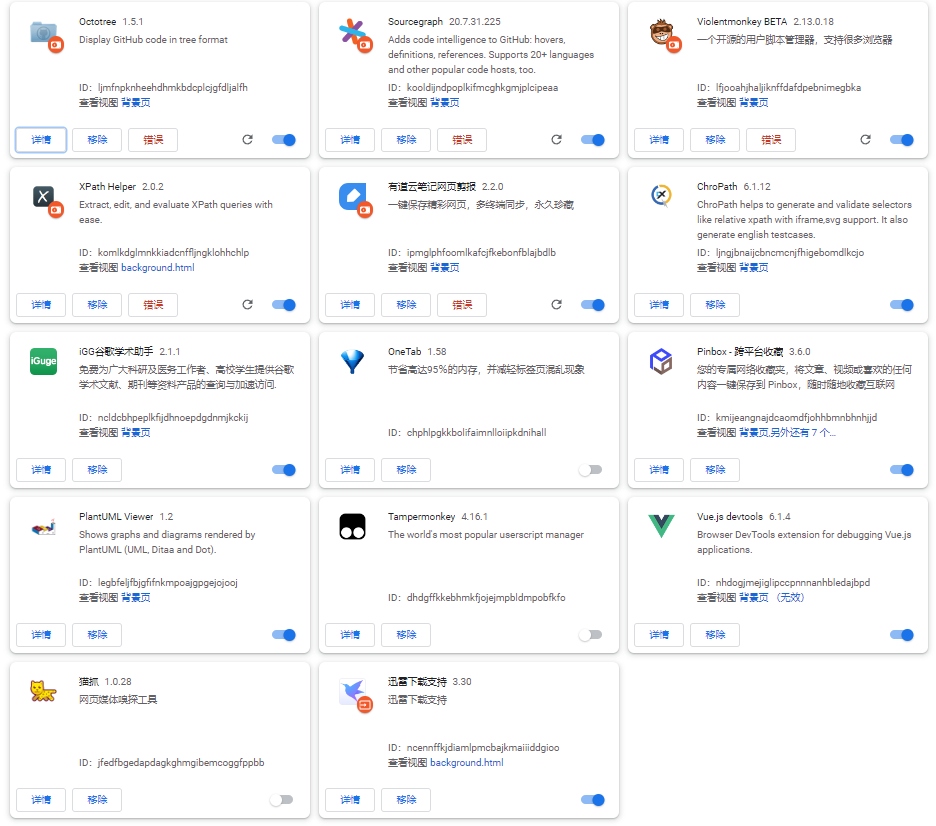 Octotree 1.5.1
Display GitHub code in tree format
ID：ljmfnpknheehdhmkbdcplcjgfdljalfh
查看视图 背景页
详情 移除 错误
Sourcegraph 20.7.31.225
Adds code intelligence to GitHub: hovers,
definitions, references. Supports 20+ languages
and other popular code hosts, too.
ID：kooldijndpoplkifmcghkgmjplcipeaa
查看视图 背景页
详情 移除 错误
Violentmonkey BETA 2.13.0.18
一个开源的用户脚本管理器，支持很多浏览器
ID：lfjooahjhaljiknffdafdpebnimegbka
查看视图 背景页
详情 移除 错误
XPath Helper 2.0.2
Extract, edit, and evaluate XPath queries with
ease.
ID：komlkdglmnkkiadcnffljngklohhchlp
查看视图 background.html
详情 移除 错误
有道云笔记网页剪报 2.2.0
一键保存精彩网页，多终端同步，永久珍藏
ID：ipmglphfoomlkafcjfkebonfblajbdlb
查看视图 背景页
详情 移除 错误
ChroPath 6.1.12
ChroPath helps to generate and validate selectors
like relative xpath with iframe,svg support. It also
generate english testcases.
ID：ljngjbnaijcbncmcnjfhigebomdlkcjo
查看视图 背景页
详情 移除
iGuge
iGG谷歌学术助手 2.1.1
免费为广大科研及医务工作者、高校学生提供谷歌
学术文献、期刊等资料产品的查询与加速访问.
ID：ncldcbhpeplkfijdhnoepdgdnmjkckij
查看视图 背景页
详情 移除
OneTab 1.58
节省高达95％的内存，并减轻标签页混乱现象
ID：chphlpgkkbolifaimnlloiipkdnihall
详情 移除
Pinbox - 跨平台收藏 3.6.0
您的专属网络收藏夹，将文章、视频或喜欢的任何
内容一键保存到 Pinbox，随时随地收藏互联网
ID：kmijeangnajdcaomdfjohhbmnbhnhjjd
查看视图 背景页,另外还有 7 个...
详情 移除
PlantUML Viewer 1.2
Shows graphs and diagrams rendered by
PlantUML (UML, Ditaa and Dot).
ID：legbfeljfbjgfifnkmpoajgpgejojooj
查看视图 背景页
详情 移除
Tampermonkey 4.16.1
The world's most popular userscript manager
ID：dhdgffkkebhmkfjojejmpbldmpobfkfo
详情 移除
Vue.js devtools 6.1.4
Browser DevTools extension for debugging Vue.js
applications.
ID：nhdogjmejiglipccpnnnanhbledajbpd
查看视图 背景页 （无效）
详情 移除
猫抓 1.0.28
网页媒体嗅探工具
ID：jfedfbgedapdagkghmgibemcoggfppbb
详情 移除
迅雷下载支持 3.30
迅雷下载支持
ID：ncennffkjdiamlpmcbajkmaiiiddgioo
查看视图 background.html
详情 移除